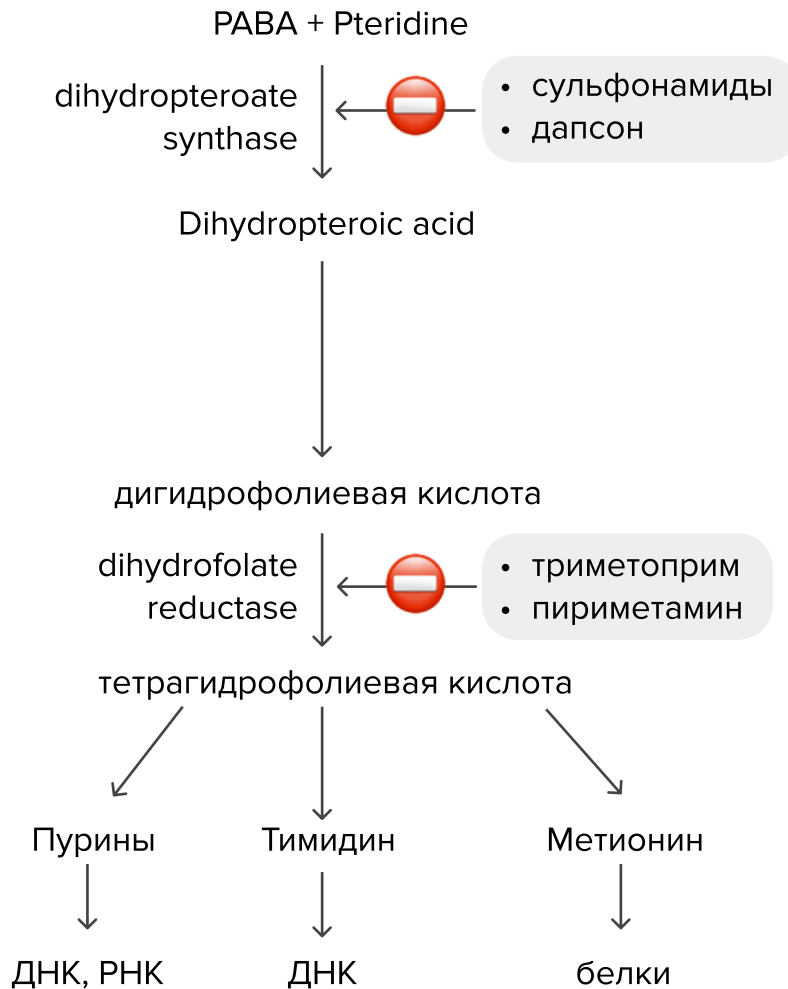 PABA + Pteridine
dihydropteroate
synthase
• сульфонамиды
• дапсон
Dihydropteroic acid
дигидрофолиевая кислота
dihydrofolate
reductase
• триметоприм
• пириметамин
тетрагидрофолиевая кислота
Пурины
Тимидин
Метионин
ДНК, РНК
ДНК
белки